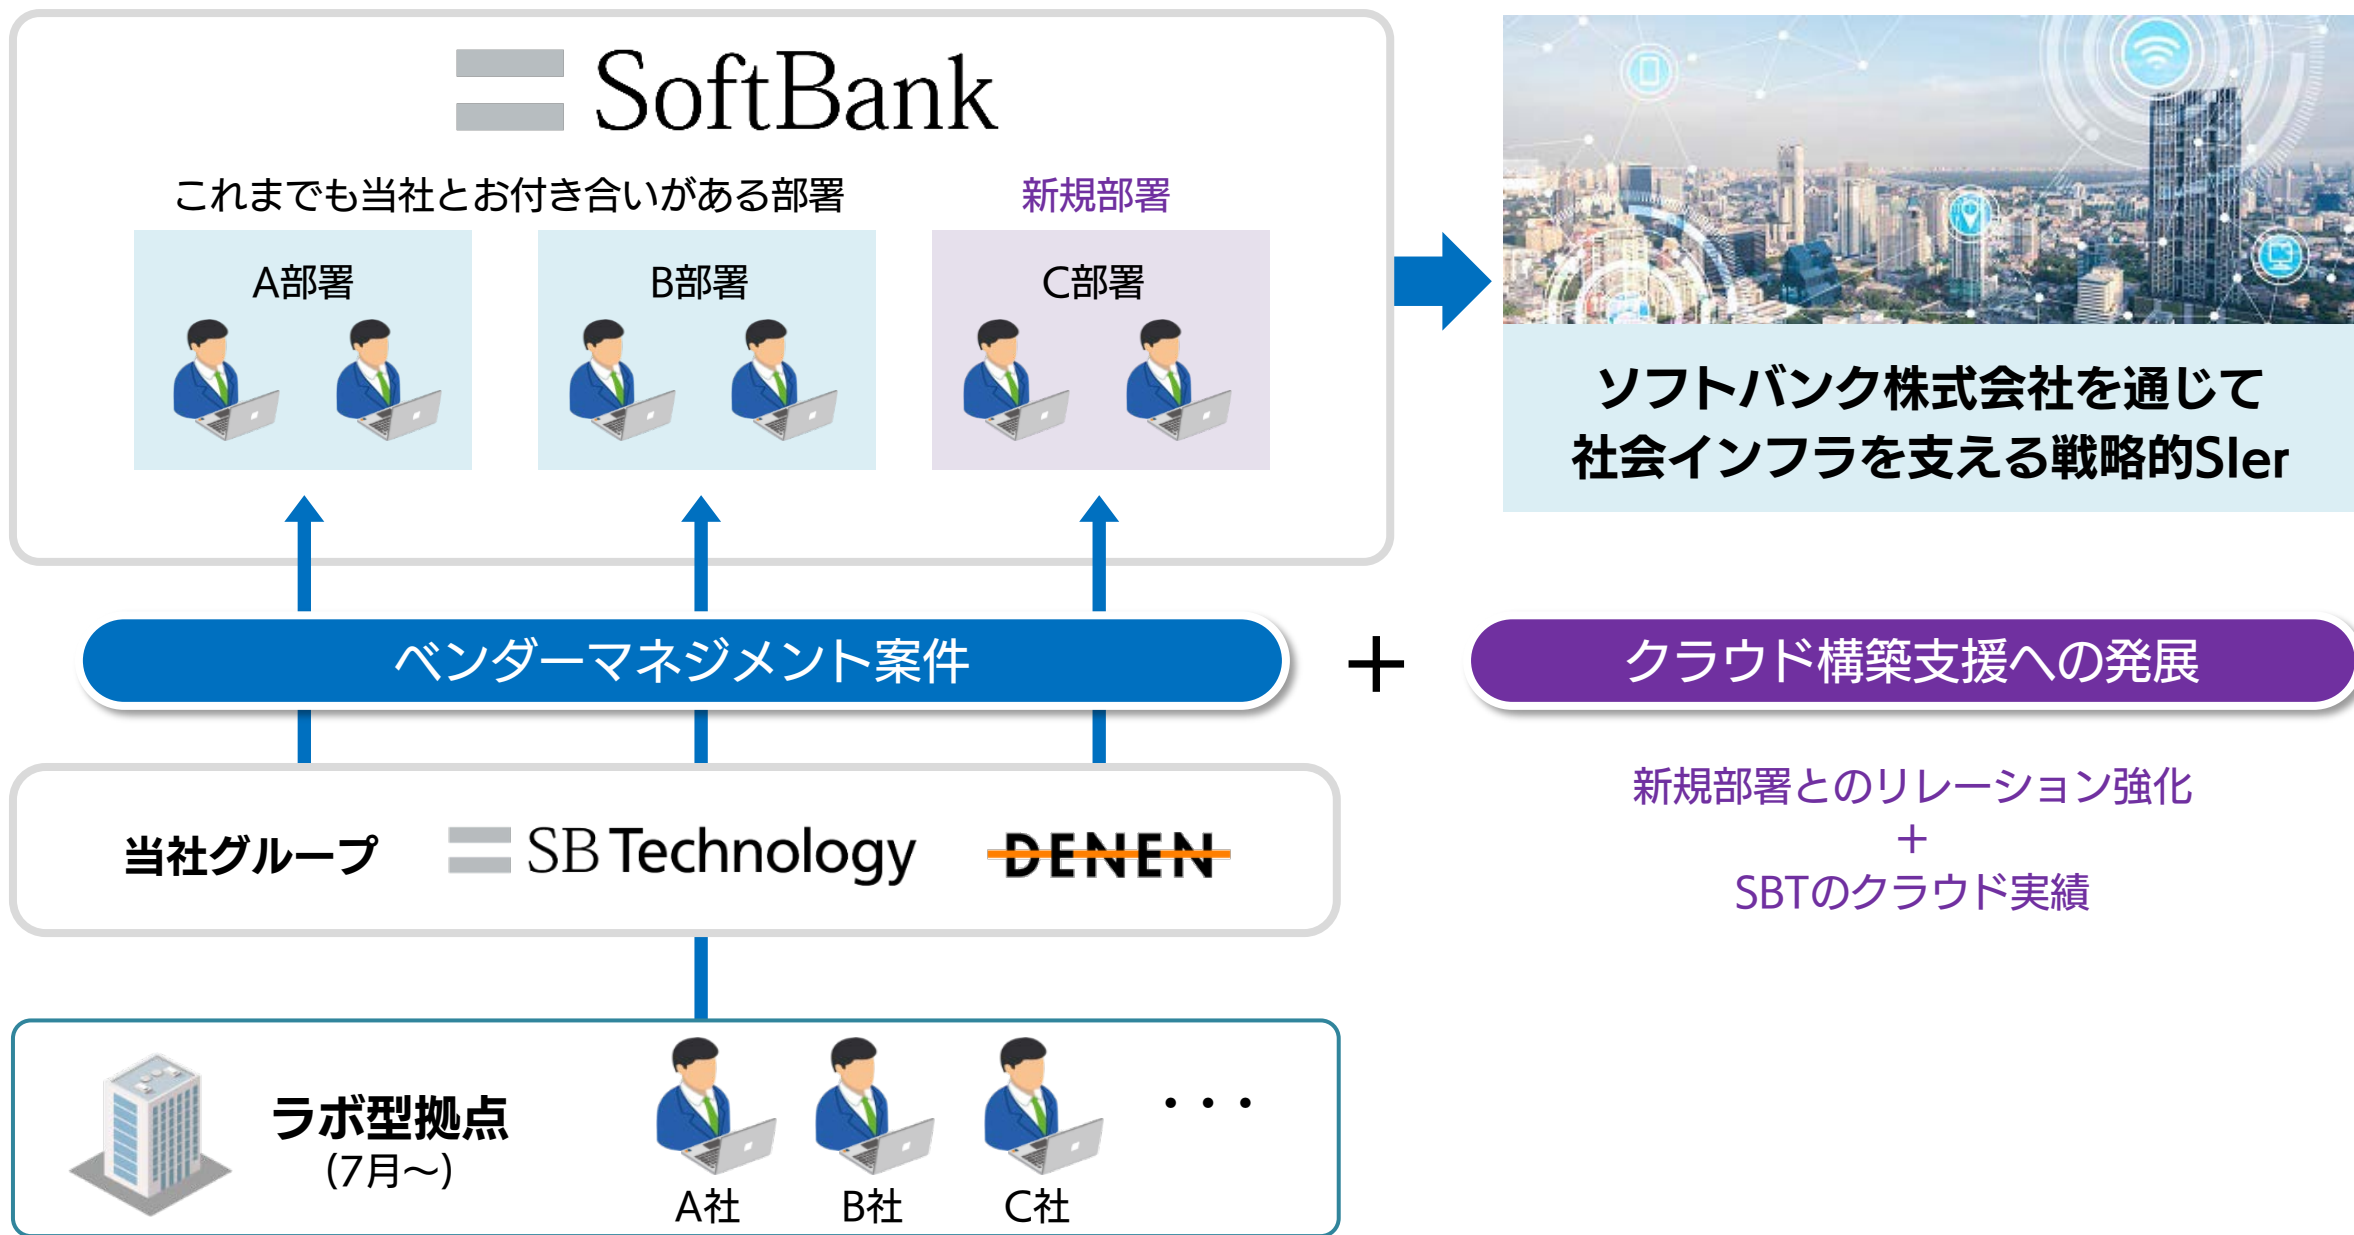 SoftBank
これまでも当社とお付き合いがある部署
新規部署
A部署
B部署
C部署
ソフトバンク株式会社を通じて
社会インフラを支える戦略的SIer
ベンダーマネジメント案件
＋
クラウド構築支援への発展
新規部署とのリレーション強化
＋
SBTのクラウド実績
当社グループ
SB Technology
DENEN
ラボ型拠点
(7月～)
A社
B社
C社
・・・